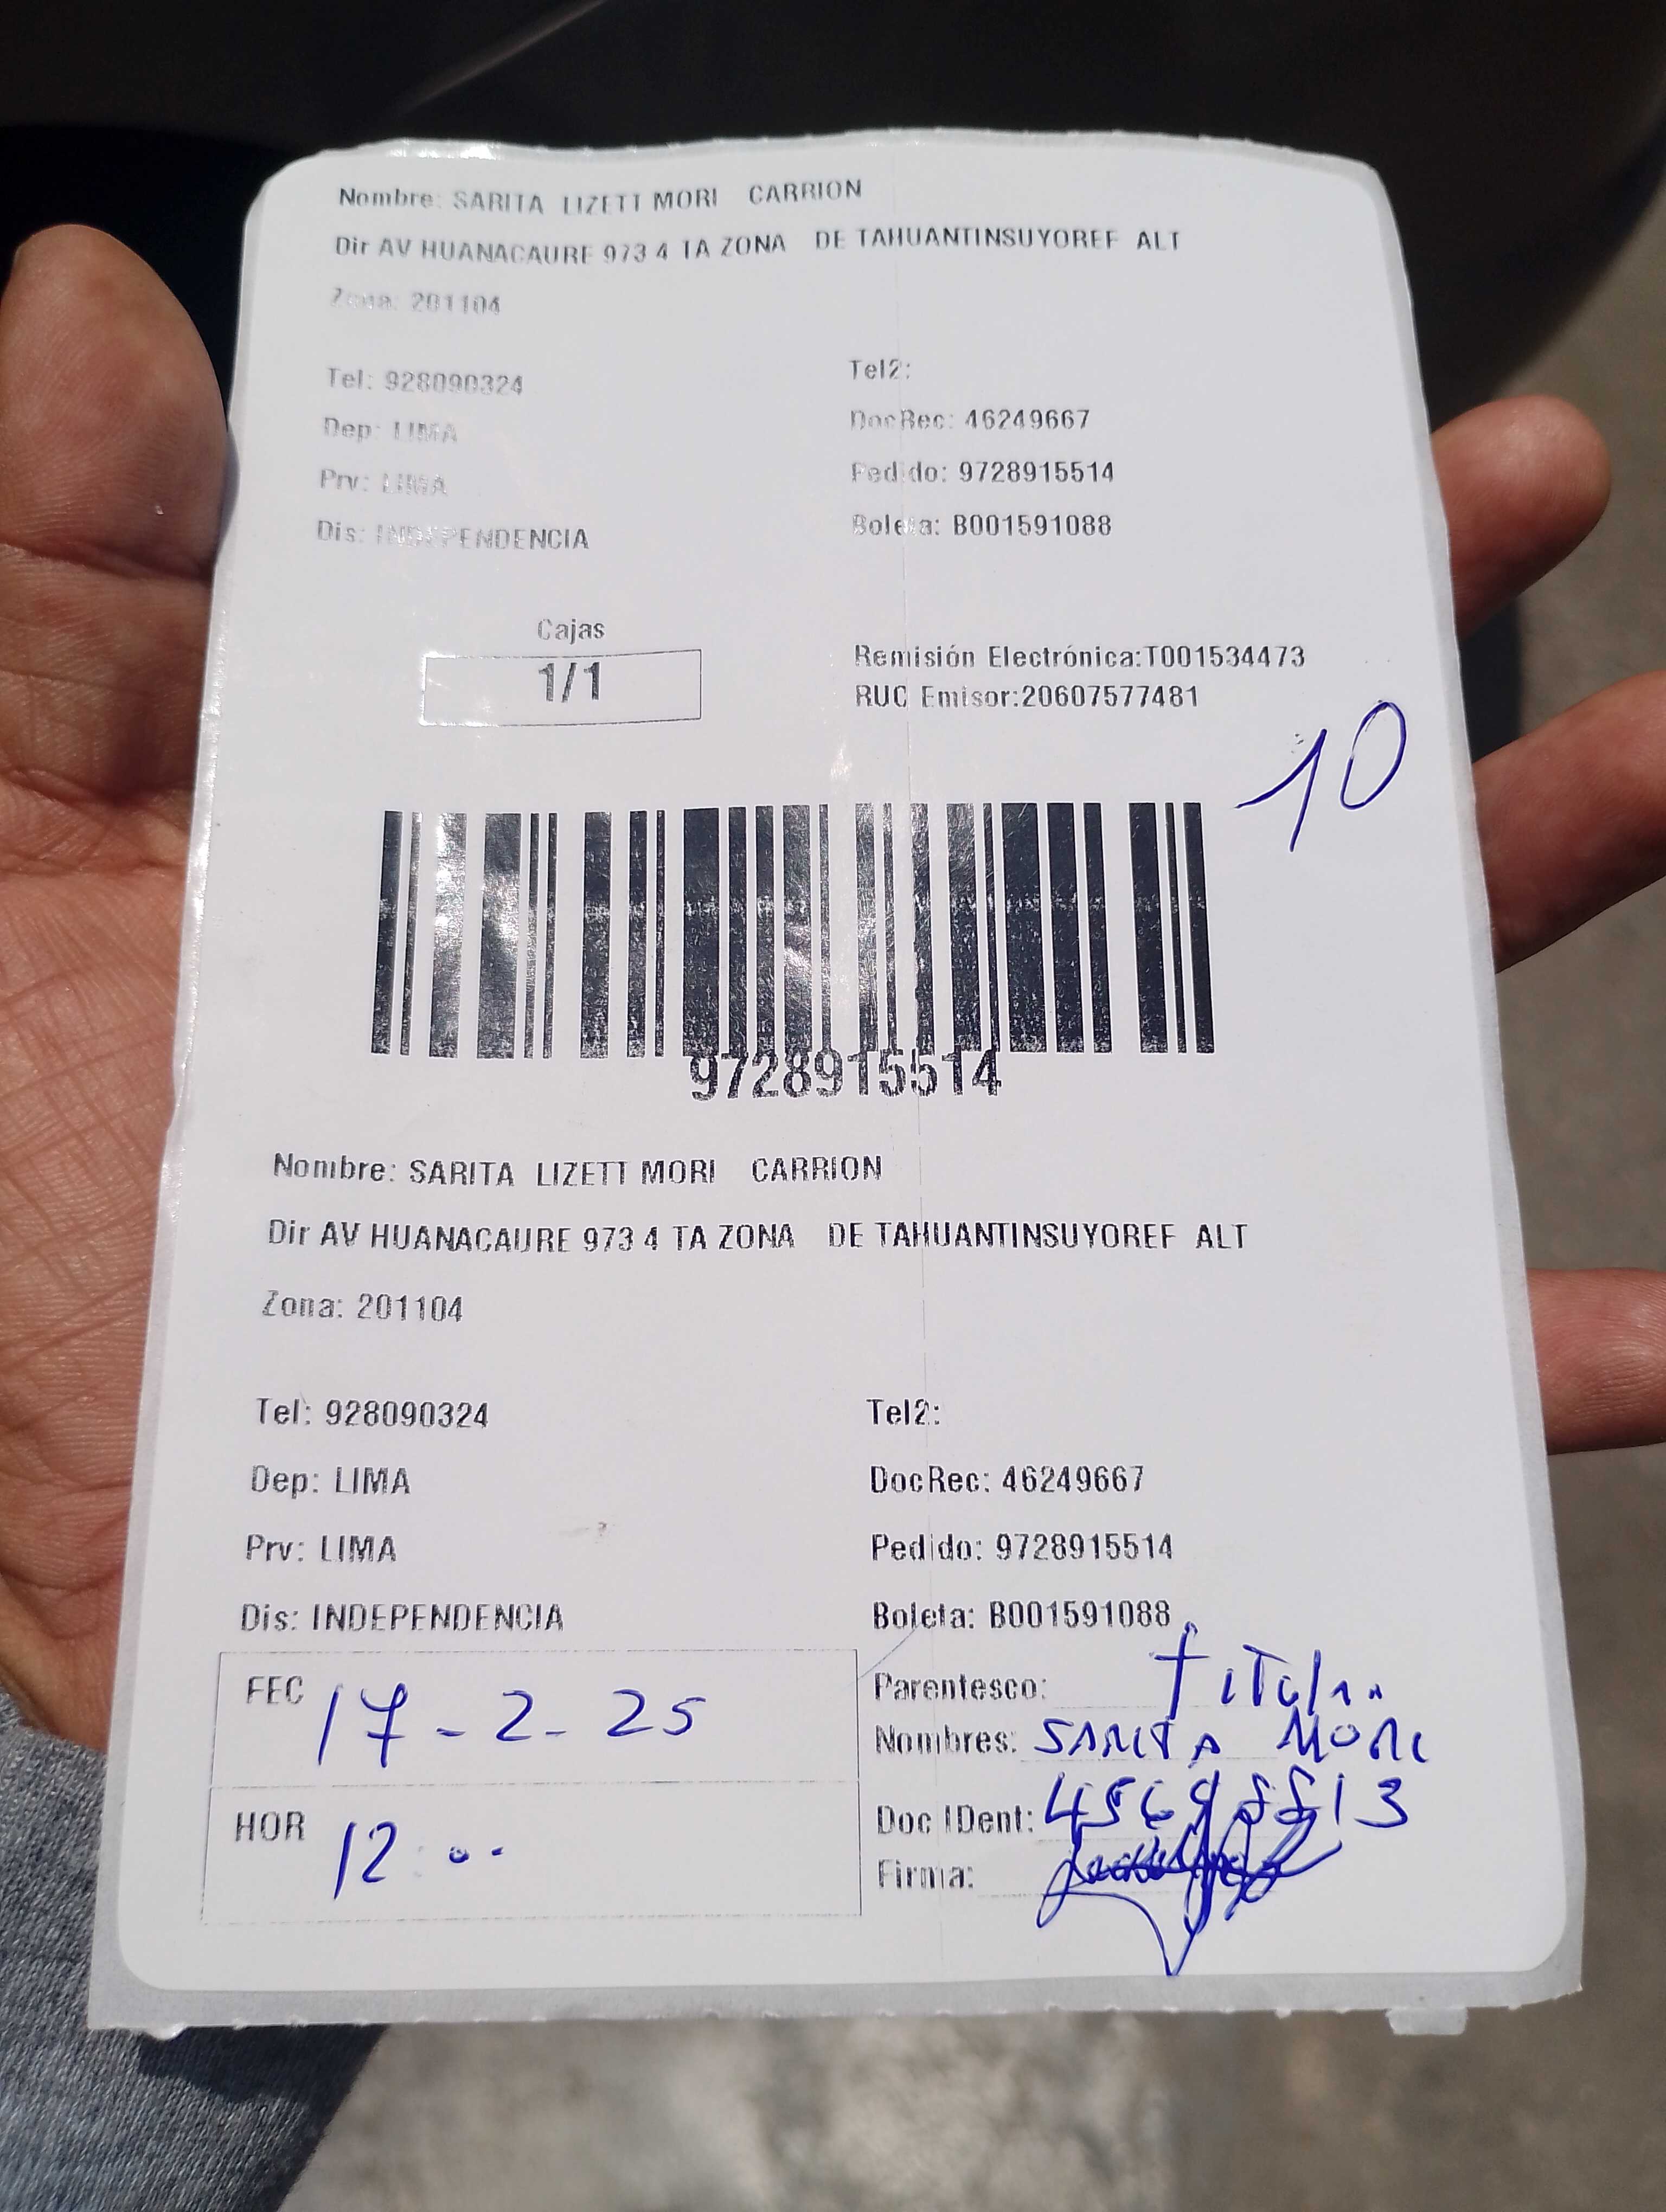 Nombre: SARITA LIZETT MORI CARRION
Dir AV HUANACAURE 973 4 TA ZONA DE TAHUANTINSUYOREF ALT
Zona: 201104
Tel: 928090324 Tel2:
Dep: LIMA DocRec: 46249667
Prv: LIMA Pedido: 9728915514
Dis: INDEPENDENCIA Boleta: B001591088
Cajas
1/1
Remisión Electrónica:T001534473
RUC Emisor:20607577481
10
9728915514
Nombre: SARITA LIZETT MORI CARRION
Dir AV HUANACAURE 973 4 TA ZONA DE TAHUANTINSUYOREF ALT
Zona: 201104
Tel: 928090324 Tel2:
Dep: LIMA DocRec: 46249667
Prv: LIMA Pedido: 9728915514
Dis: INDEPENDENCIA Boleta: B001591088
FEC 17-2-25
HOR 12:00
Parentesco: titular
Nombres: SARITA MORI
Doc IDent:
Firma: